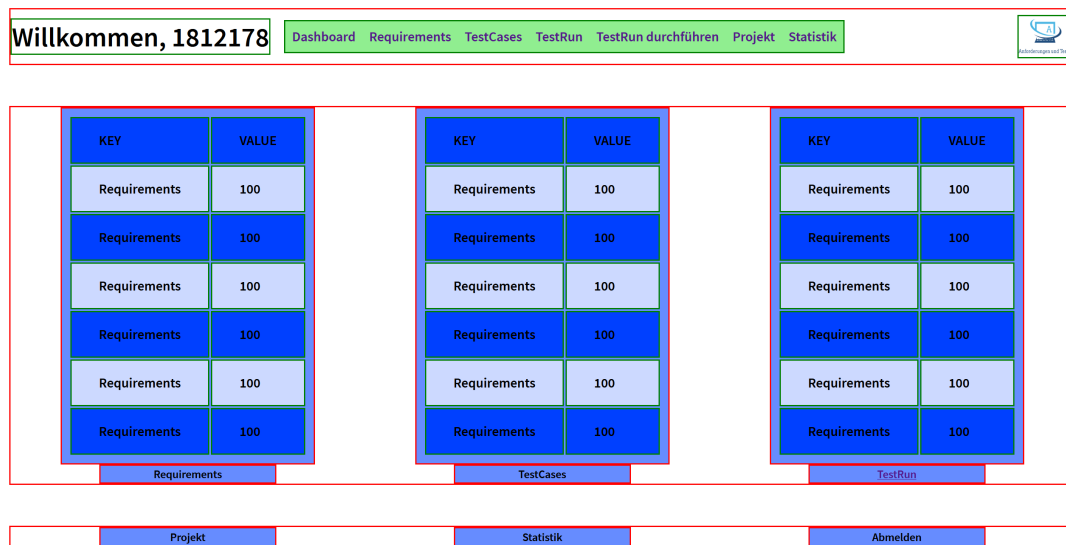 Willkommen, 1812178 Dashboard Requirements TestCases TestRun TestRun durchführen Projekt Statistik
A
Anforderungen und
KEY VALUE KEY VALUE KEY VALUE
Requirements 100 Requirements 100 Requirements 100
Requirements 100 Requirements 100 Requirements 100
Requirements 100 Requirements 100 Requirements 100
Requirements 100 Requirements 100 Requirements 100
Requirements 100 Requirements 100 Requirements 100
Requirements 100 Requirements 100 Requirements 100
Requirements TestCases TestRun
Projekt Statistik Abmelden